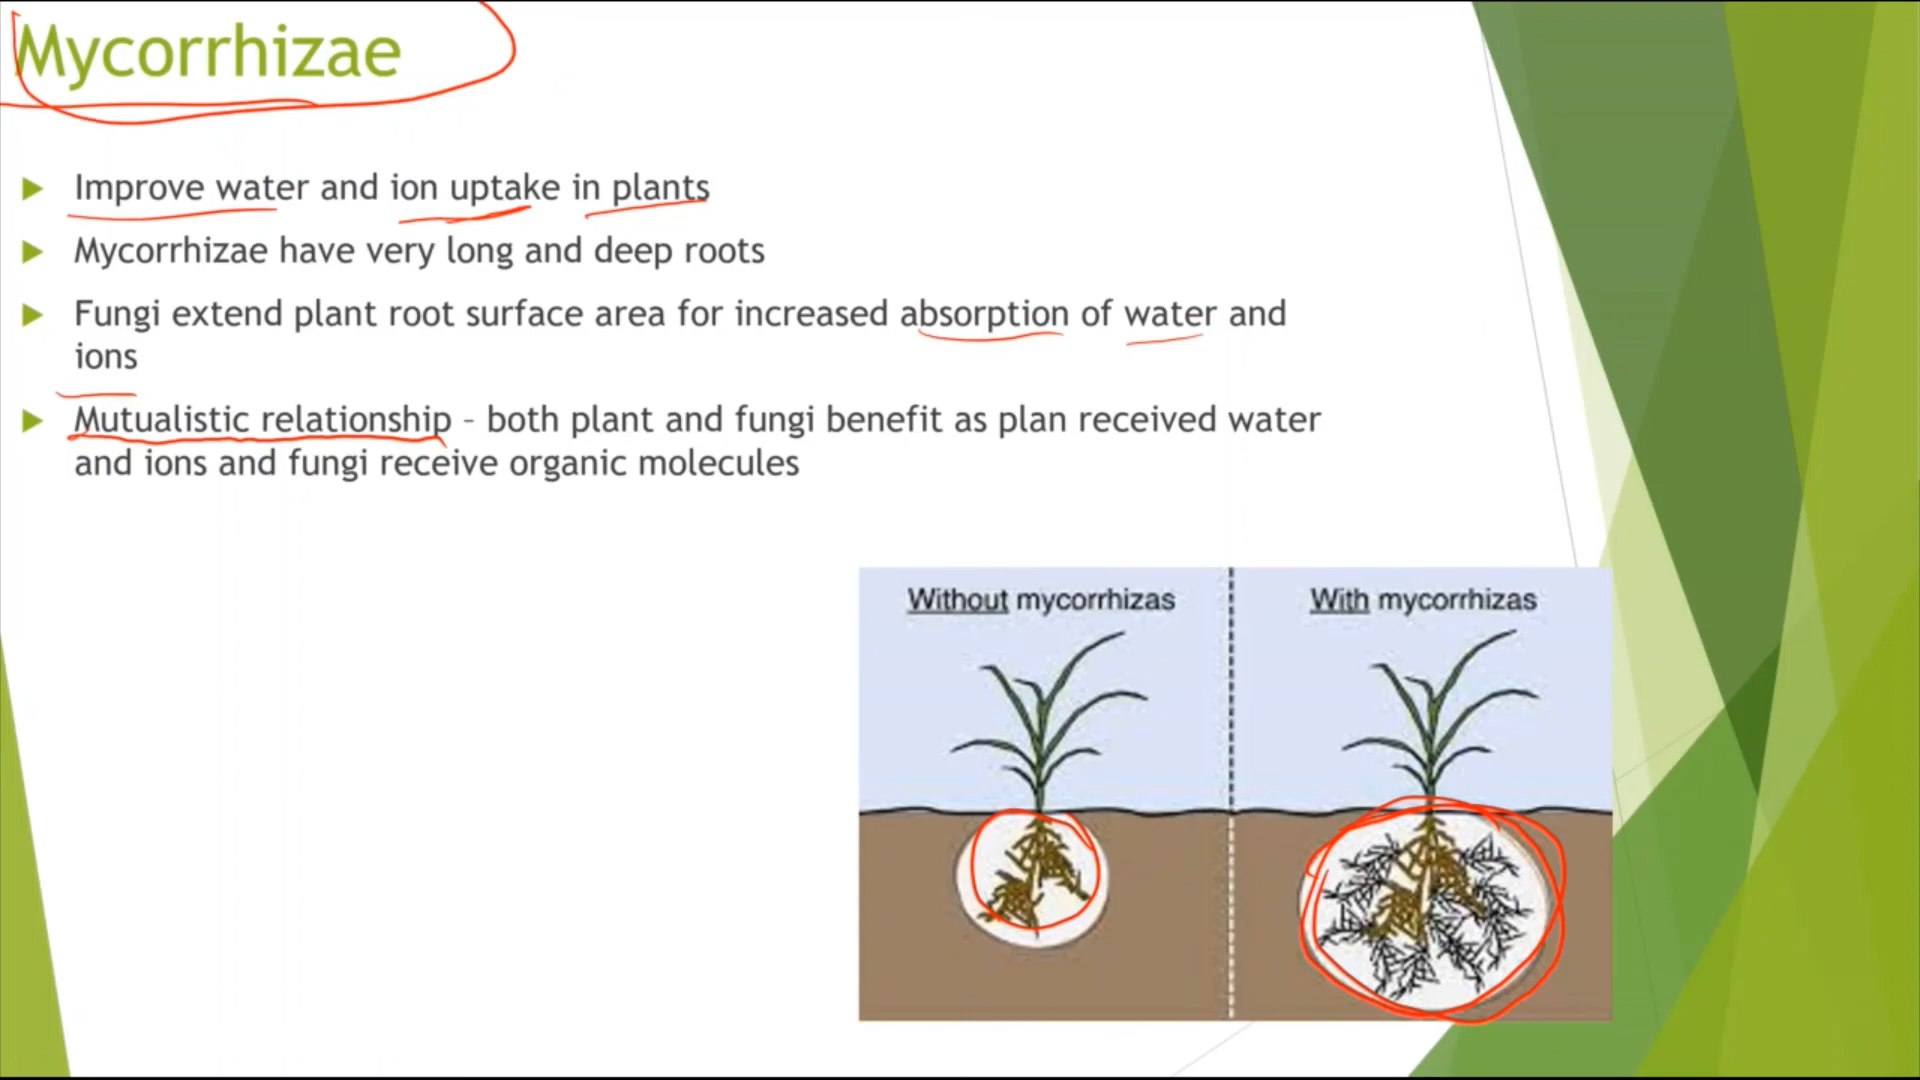 Mycorrhizae
Improve water and ion uptake in plants
Mycorrhizae have very long and deep roots
Fungi extend plant root surface area for increased absorption of water and
ions
Mutualistic relationship – both plant and fungi benefit as plan received water
and ions and fungi receive organic molecules
Without mycorrhizas
With mycorrhizas